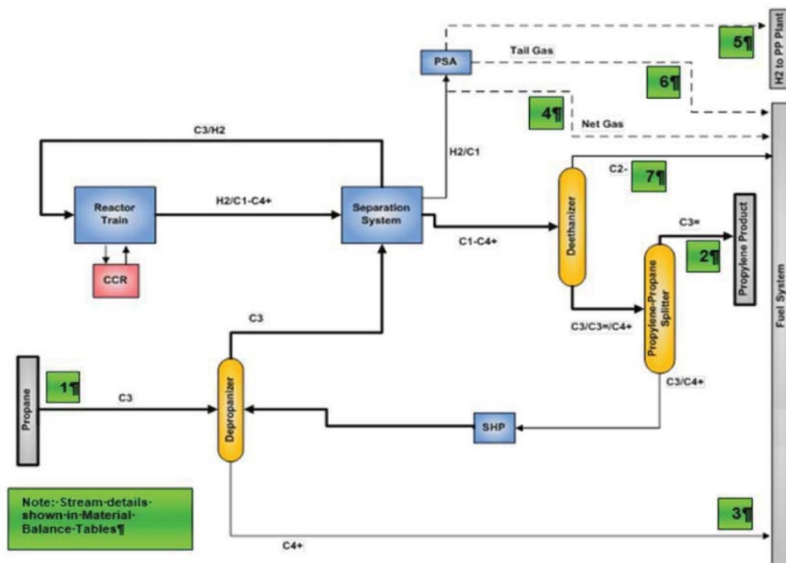 5¶
H2 to PP Plant
PSA
Tail Gas
6¶
4¶
Net Gas
C3/H2
H2/C1
C2-
7¶
Reactor
Train
H2/C1-C4+
Separation
System
C1-C4+
Deethanizer
C3=
2¶
Propylene Product
Fuel System
CCR
C3
C3/C3=/C4+
Propylene-Propane
Splitter
Propane
1¶
C3
Depropanizer
SHP
C3/C4+
Note:·Stream·details·
shown·in·Material·
Balance·Tables¶
C4+
3¶